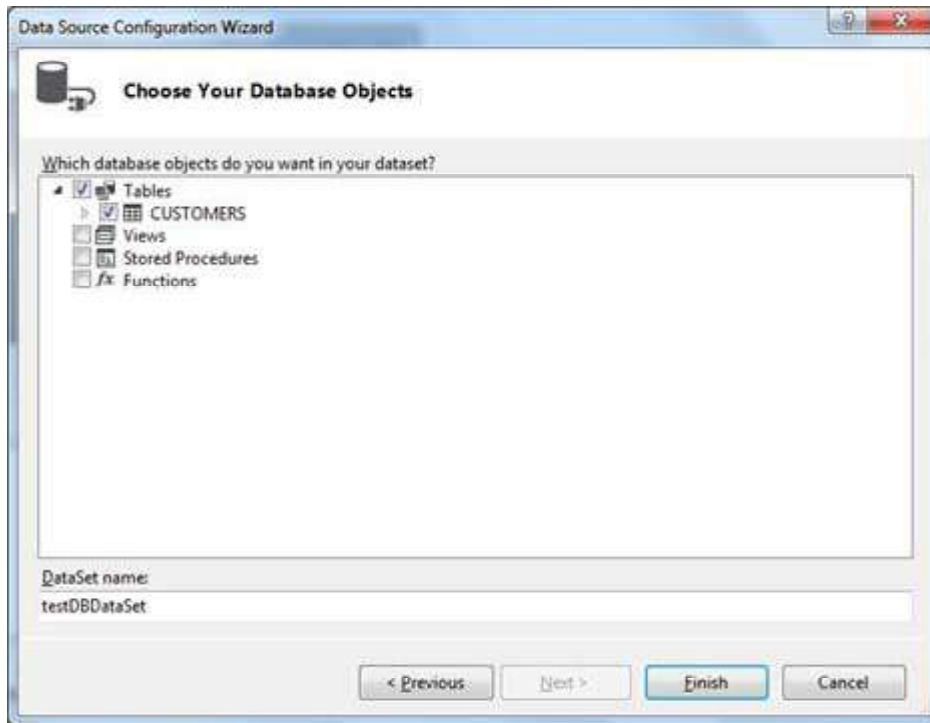 Data Source Configuration Wizard
Choose Your Database Objects
Which database objects do you want in your dataset?
Tables
CUSTOMERS
Views
Stored Procedures
fx Functions
DataSet name:
testDBDataSet
< Previous Next > Finish Cancel